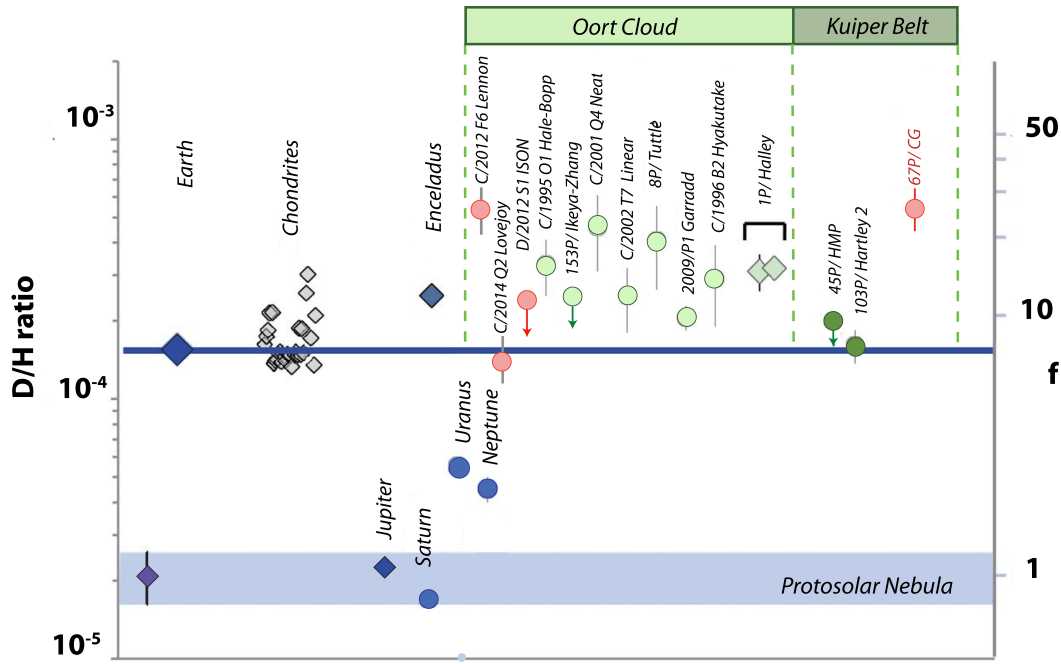 Oort Cloud
Kuiper Belt
10-3
10-4
10-5
D/H ratio
50
10
f
1
Earth
Chondrites
Enceladus
C/2012 F6 Lennon
C/2014 Q2 Lovejoy
D/2012 S1 ISON
C/1995 O1 Hale-Bopp
153P/ Ikeya-Zhang
C/2001 Q4 Neat
C/2002 T7 Linear
8P/ Tuttle
2009/P1 Garradd
C/1996 B2 Hyakutake
1P/ Halley
45P/ HMP
103P/ Hartley 2
67P/ CG
Uranus
Neptune
Jupiter
Saturn
Protosolar Nebula